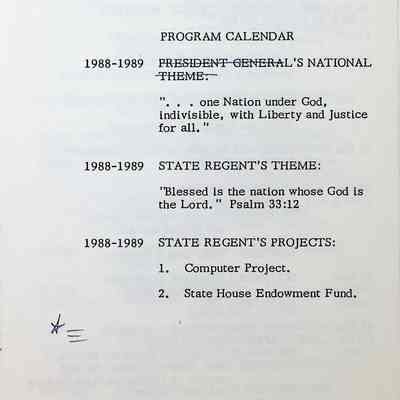 PROGRAM CALENDAR
1988-1989 PRESIDENT GENERAL'S NATIONAL
THEME:
". . . one Nation under God,
indivisible, with Liberty and Justice
for all."
1988-1989 STATE REGENT'S THEME:
"Blessed is the nation whose God is
the Lord." Psalm 33:12
1988-1989 STATE REGENT'S PROJECTS:
1. Computer Project.
2. State House Endowment Fund.